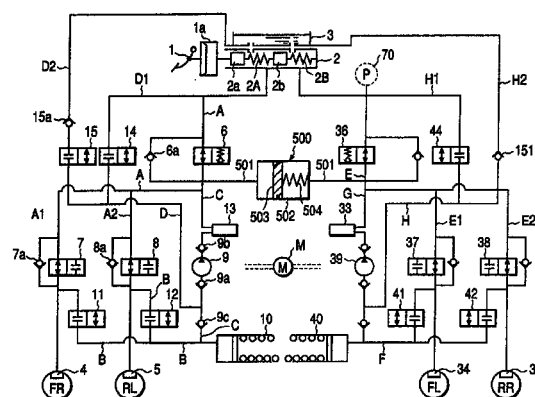 1a
3
1
70
D2
2
2a 2A 2b 2B
D1
H1
H2
A
15a
15 14
6
36
44
6a
500
151
501
501
E
A
C
503 502 504
G
A1
A2
D
13
33
H
E1
E2
9b
M
7
8
37
38
7a
8a
9
M
39
B
9a
11
12
41
42
9c
10
40
C
B
B
F
4
5
34
FR
RL
FL
RR